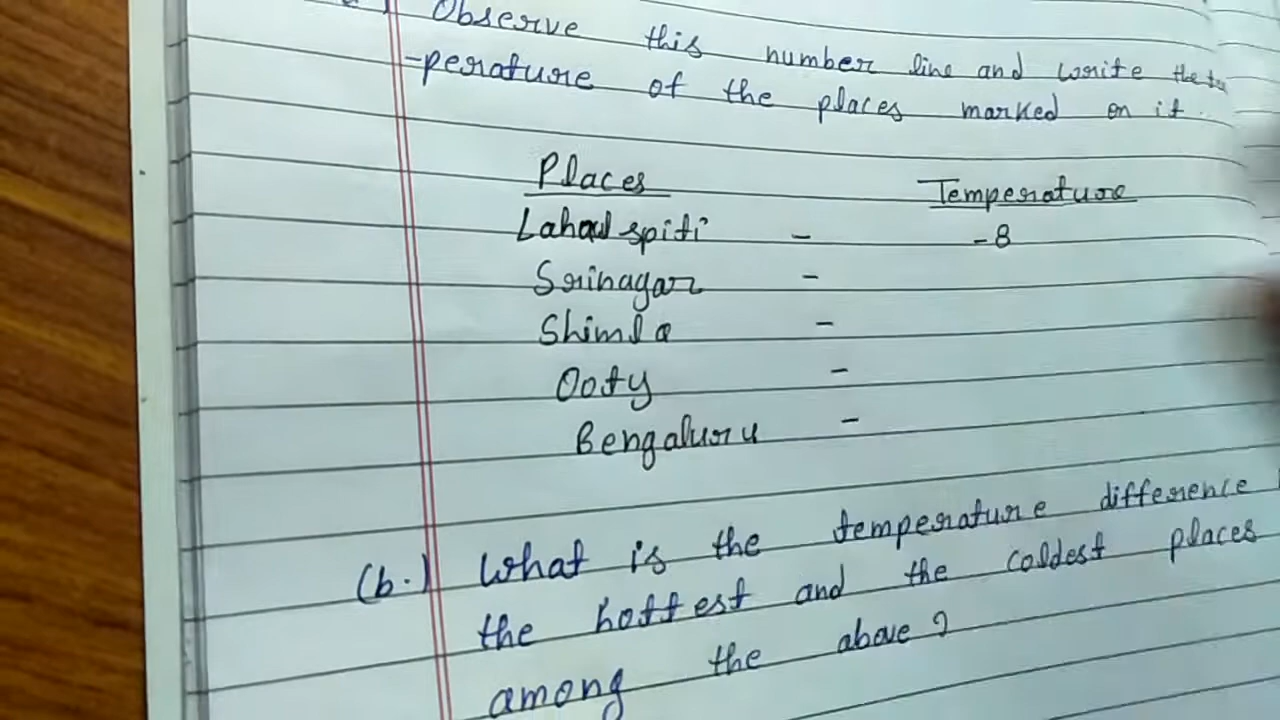 Observe this number line and write the
-perature of the places marked on it.
Places Temperature
Lahaul spiti - -8
Srinagar -
Shimla -
Ooty -
Bengaluru -
(b.) What is the temperature difference
the hottest and the coldest places
among the above ?